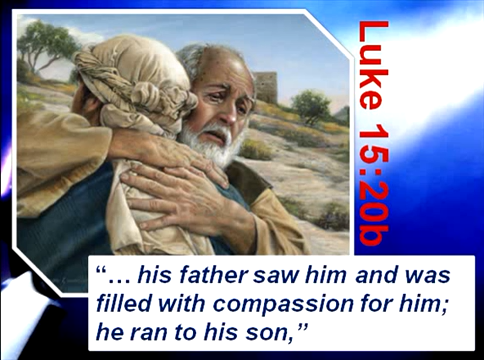 Luke 15:20b
“… his father saw him and was
filled with compassion for him;
he ran to his son,”